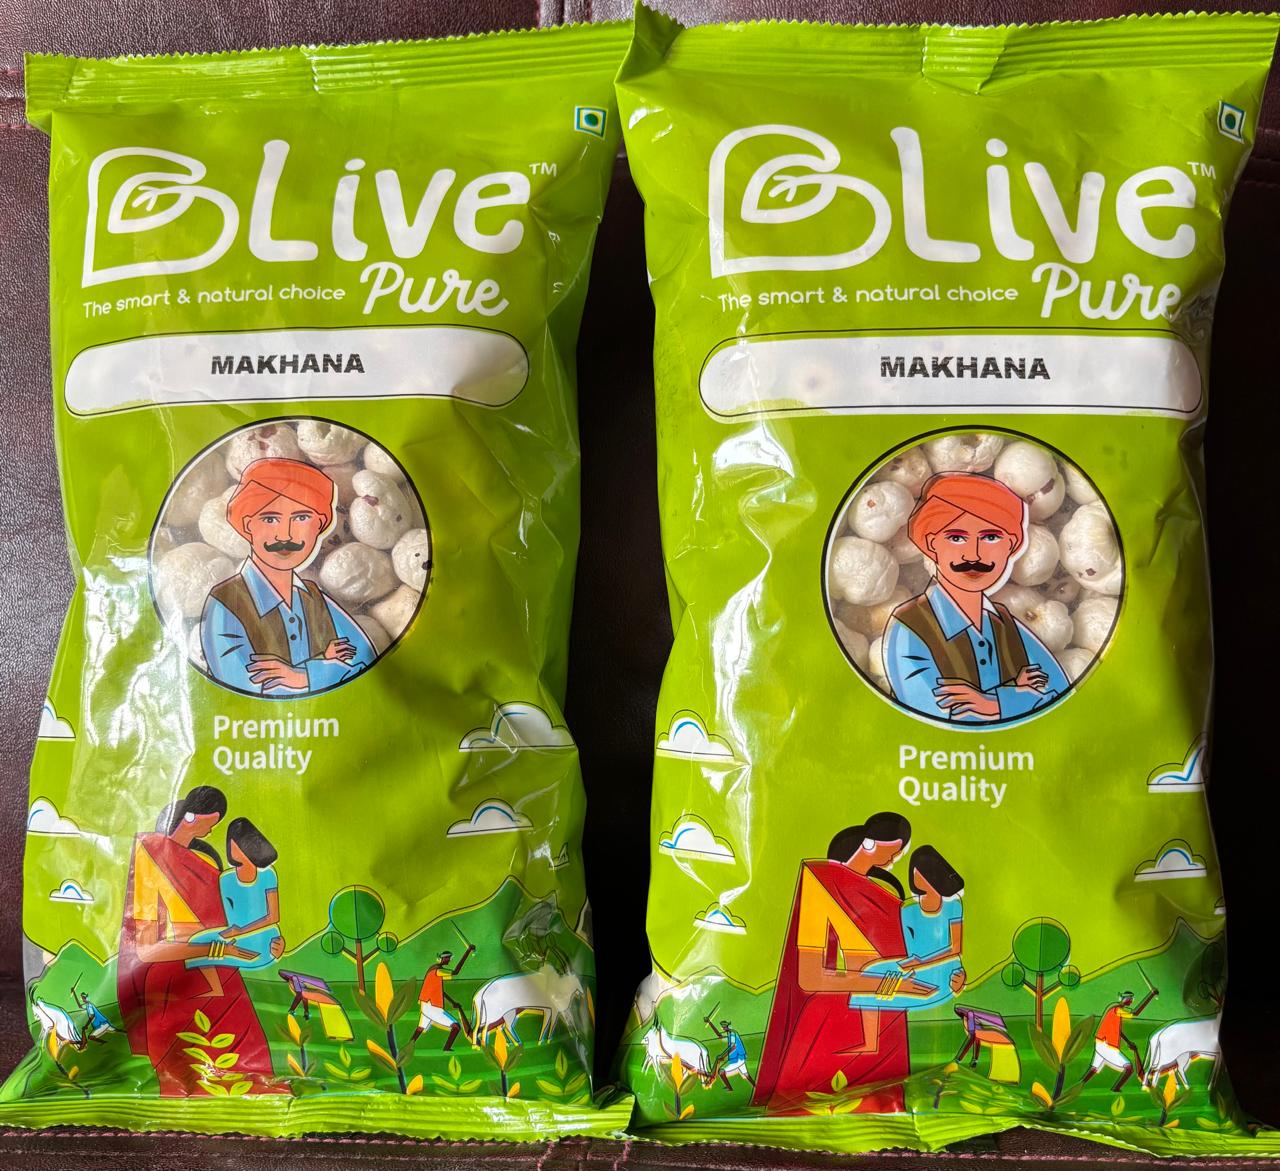 BLive™
The smart & natural choice Pure
MAKHANA
Premium
Quality
BLive™
The smart & natural choice Pure
MAKHANA
Premium
Quality